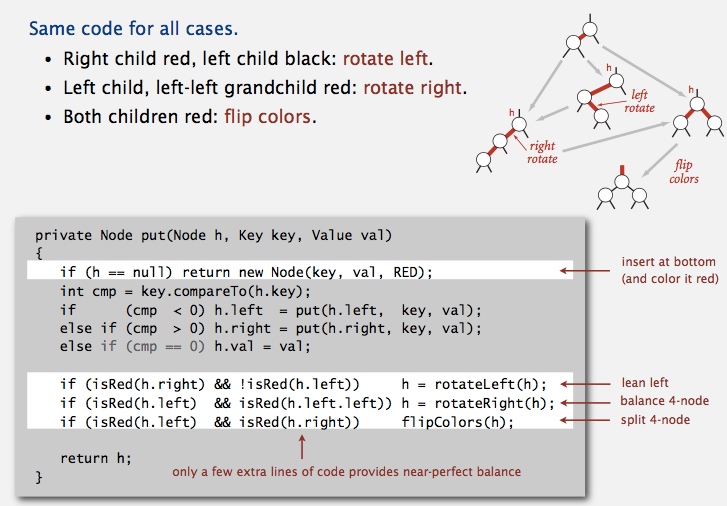 Same code for all cases.
• Right child red, left child black: rotate left.
• Left child, left-left grandchild red: rotate right.
• Both children red: flip colors.
h
h
h
left
rotate
right
rotate
flip
colors
private Node put(Node h, Key key, Value val)
{
if (h == null) return new Node(key, val, RED);
int cmp = key.compareTo(h.key);
if (cmp < 0) h.left = put(h.left, key, val);
else if (cmp > 0) h.right = put(h.right, key, val);
else if (cmp == 0) h.val = val;
if (isRed(h.right) && !isRed(h.left)) h = rotateLeft(h);
if (isRed(h.left) && isRed(h.left.left)) h = rotateRight(h);
if (isRed(h.left) && isRed(h.right)) flipColors(h);
return h;
}
insert at bottom
(and color it red)
lean left
balance 4-node
split 4-node
only a few extra lines of code provides near-perfect balance